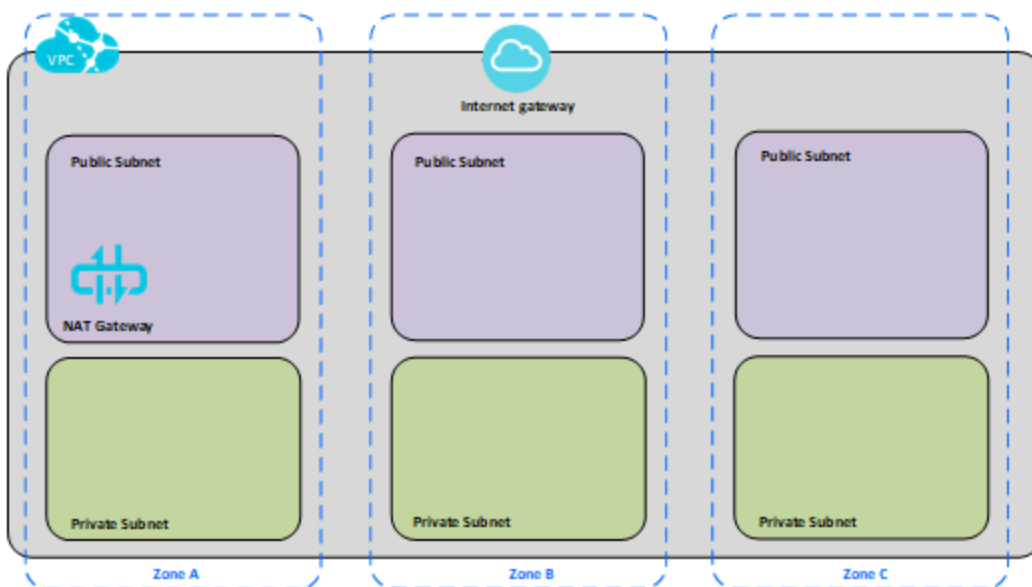 VPC
Internet gateway
Public Subnet
Public Subnet
Public Subnet
NAT Gateway
Private Subnet
Private Subnet
Private Subnet
Zone A
Zone B
Zone C